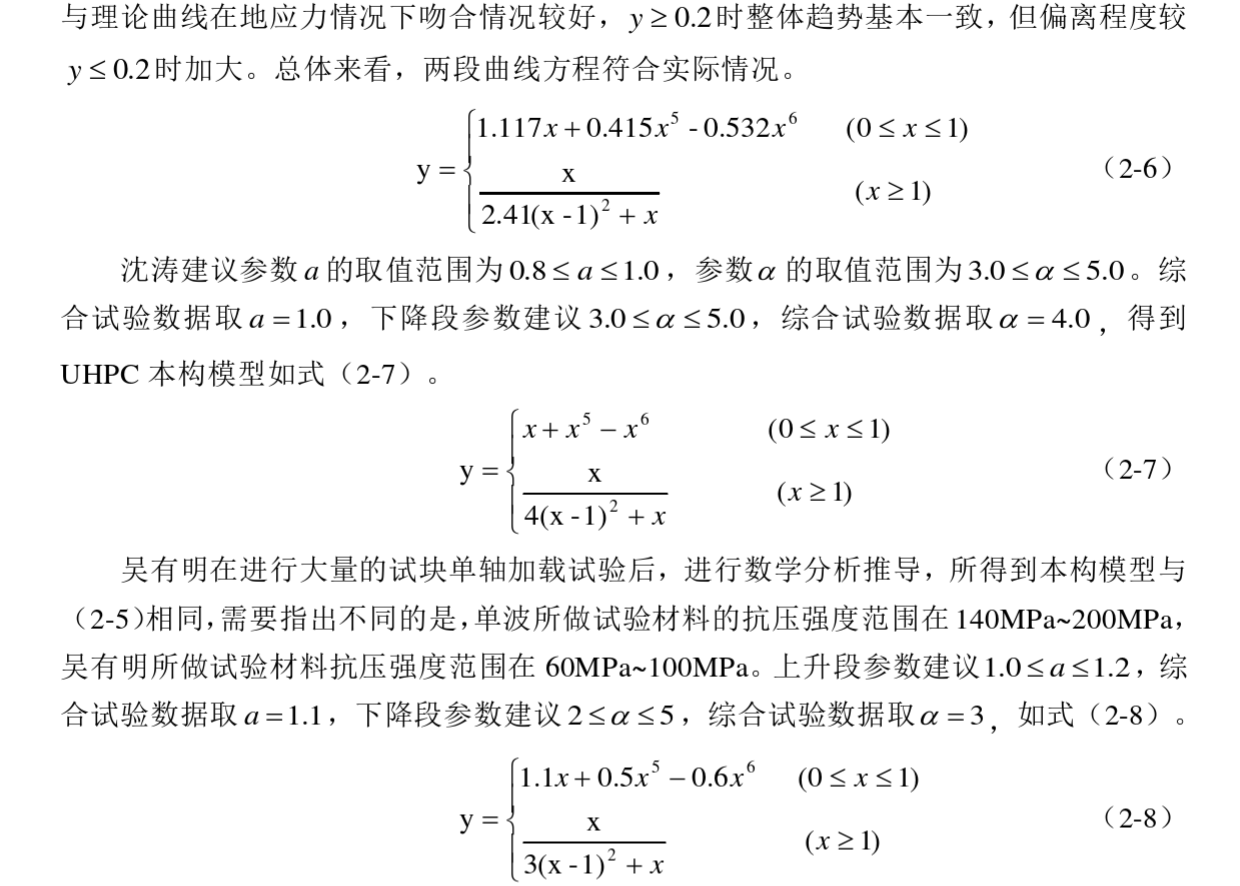 与理论曲线在地应力情况下吻合情况较好，y≥0.2时整体趋势基本一致，但偏离程度较
y≤0.2时加大。总体来看，两段曲线方程符合实际情况。
1.117x+0.415x⁵-0.532x⁶ (0≤x≤1)
y= （2-6）
x
(x≥1)
2.41(x-1)²+x
沈涛建议参数a的取值范围为0.8≤a≤1.0，参数α的取值范围为3.0≤α≤5.0。综
合试验数据取a=1.0，下降段参数建议3.0≤α≤5.0，综合试验数据取α=4.0，得到
UHPC 本构模型如式（2-7）。
x+x⁵−x⁶ (0≤x≤1)
y= （2-7）
x
(x≥1)
4(x-1)²+x
吴有明在进行大量的试块单轴加载试验后，进行数学分析推导，所得到本构模型与
（2-5）相同，需要指出不同的是，单波所做试验材料的抗压强度范围在140MPa~200MPa，
吴有明所做试验材料抗压强度范围在 60MPa~100MPa。上升段参数建议1.0≤a≤1.2，综
合试验数据取a=1.1，下降段参数建议2≤α≤5，综合试验数据取α=3，如式（2-8）。
1.1x+0.5x⁵−0.6x⁶ (0≤x≤1)
y= （2-8）
x
(x≥1)
3(x-1)²+x